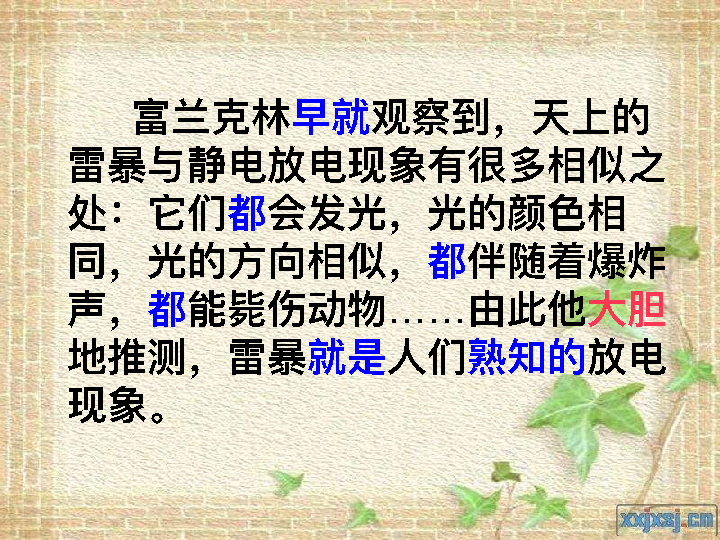 富兰克林早就观察到，天上的
雷暴与静电放电现象有很多相似之
处：它们都会发光，光的颜色相
同，光的方向相似，都伴随着爆炸
声，都能毙伤动物……由此他大胆
地推测，雷暴就是人们熟知的放电
现象。
xxjxsj.cn